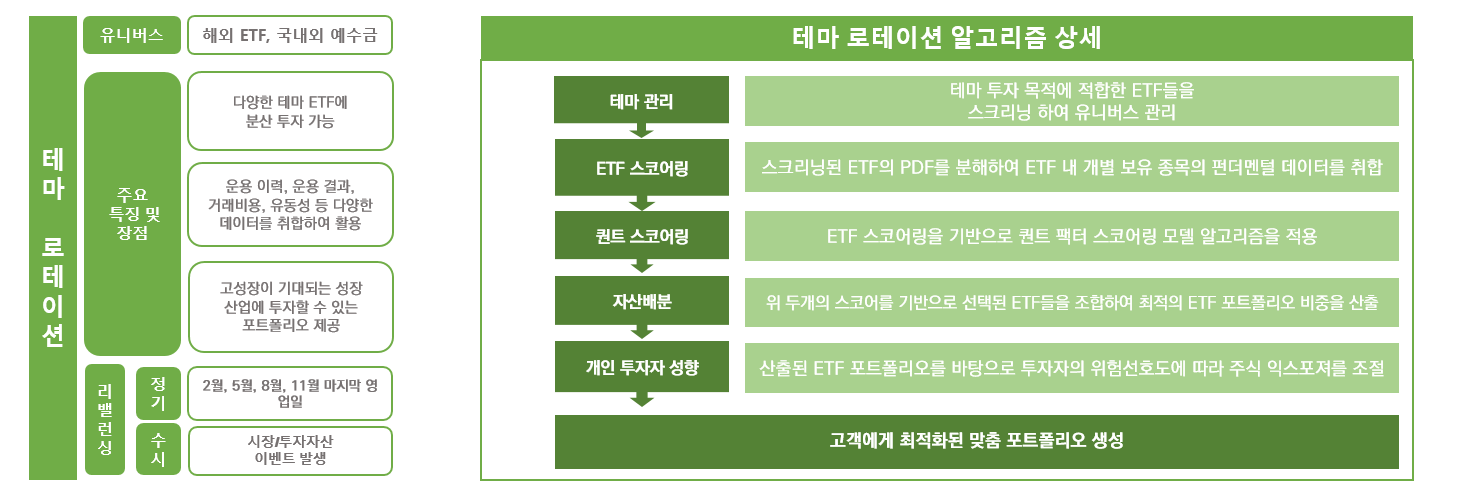 테마 로테이션
유니버스
해외 ETF, 국내외 예수금
주요
특징 및
장점
다양한 테마 ETF에
분산 투자 가능
운용 이력, 운용 결과,
거래비용, 유동성 등 다양한
데이터를 취합하여 활용
고성장이 기대되는 성장
산업에 투자할 수 있는
포트폴리오 제공
리밸런싱
정기
2월, 5월, 8월, 11월 마지막 영
업일
수시
시장/투자자산
이벤트 발생
테마 로테이션 알고리즘 상세
테마 관리
테마 투자 목적에 적합한 ETF들을
스크리닝 하여 유니버스 관리
ETF 스코어링
스크리닝된 ETF의 PDF를 분해하여 ETF 내 개별 보유 종목의 펀더멘털 데이터를 취합
퀀트 스코어링
ETF 스코어링을 기반으로 퀀트 팩터 스코어링 모델 알고리즘을 적용
자산배분
위 두개의 스코어를 기반으로 선택된 ETF들을 조합하여 최적의 ETF 포트폴리오 비중을 산출
개인 투자자 성향
산출된 ETF 포트폴리오를 바탕으로 투자자의 위험선호도에 따라 주식 익스포져를 조절
고객에게 최적화된 맞춤 포트폴리오 생성